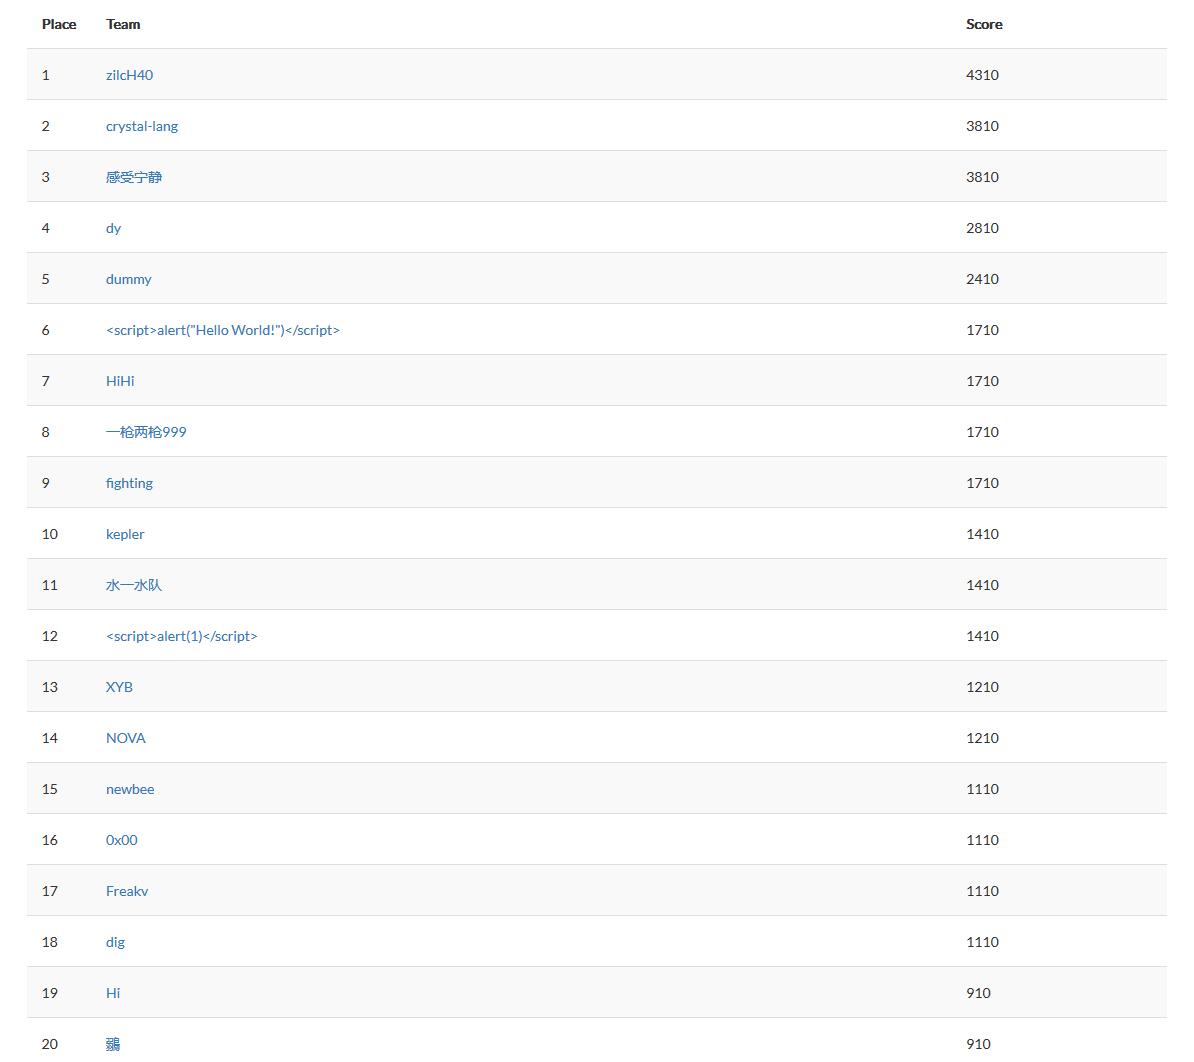 Place Team Score
1 zilcH40 4310
2 crystal-lang 3810
3 感受宁静 3810
4 dy 2810
5 dummy 2410
6 <script>alert("Hello World!")</script> 1710
7 HiHi 1710
8 一枪两枪999 1710
9 fighting 1710
10 kepler 1410
11 水一水队 1410
12 <script>alert(1)</script> 1410
13 XYB 1210
14 NOVA 1210
15 newbee 1110
16 0x00 1110
17 Freakv 1110
18 dig 1110
19 Hi 910
20 910